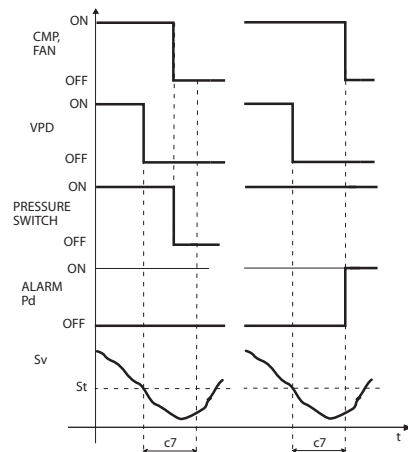 ON
CMP,
FAN
OFF
ON
VPD
OFF
ON
PRESSURE
SWITCH
OFF
ON
ALARM
Pd
OFF
Sv
St
t
c7
c7